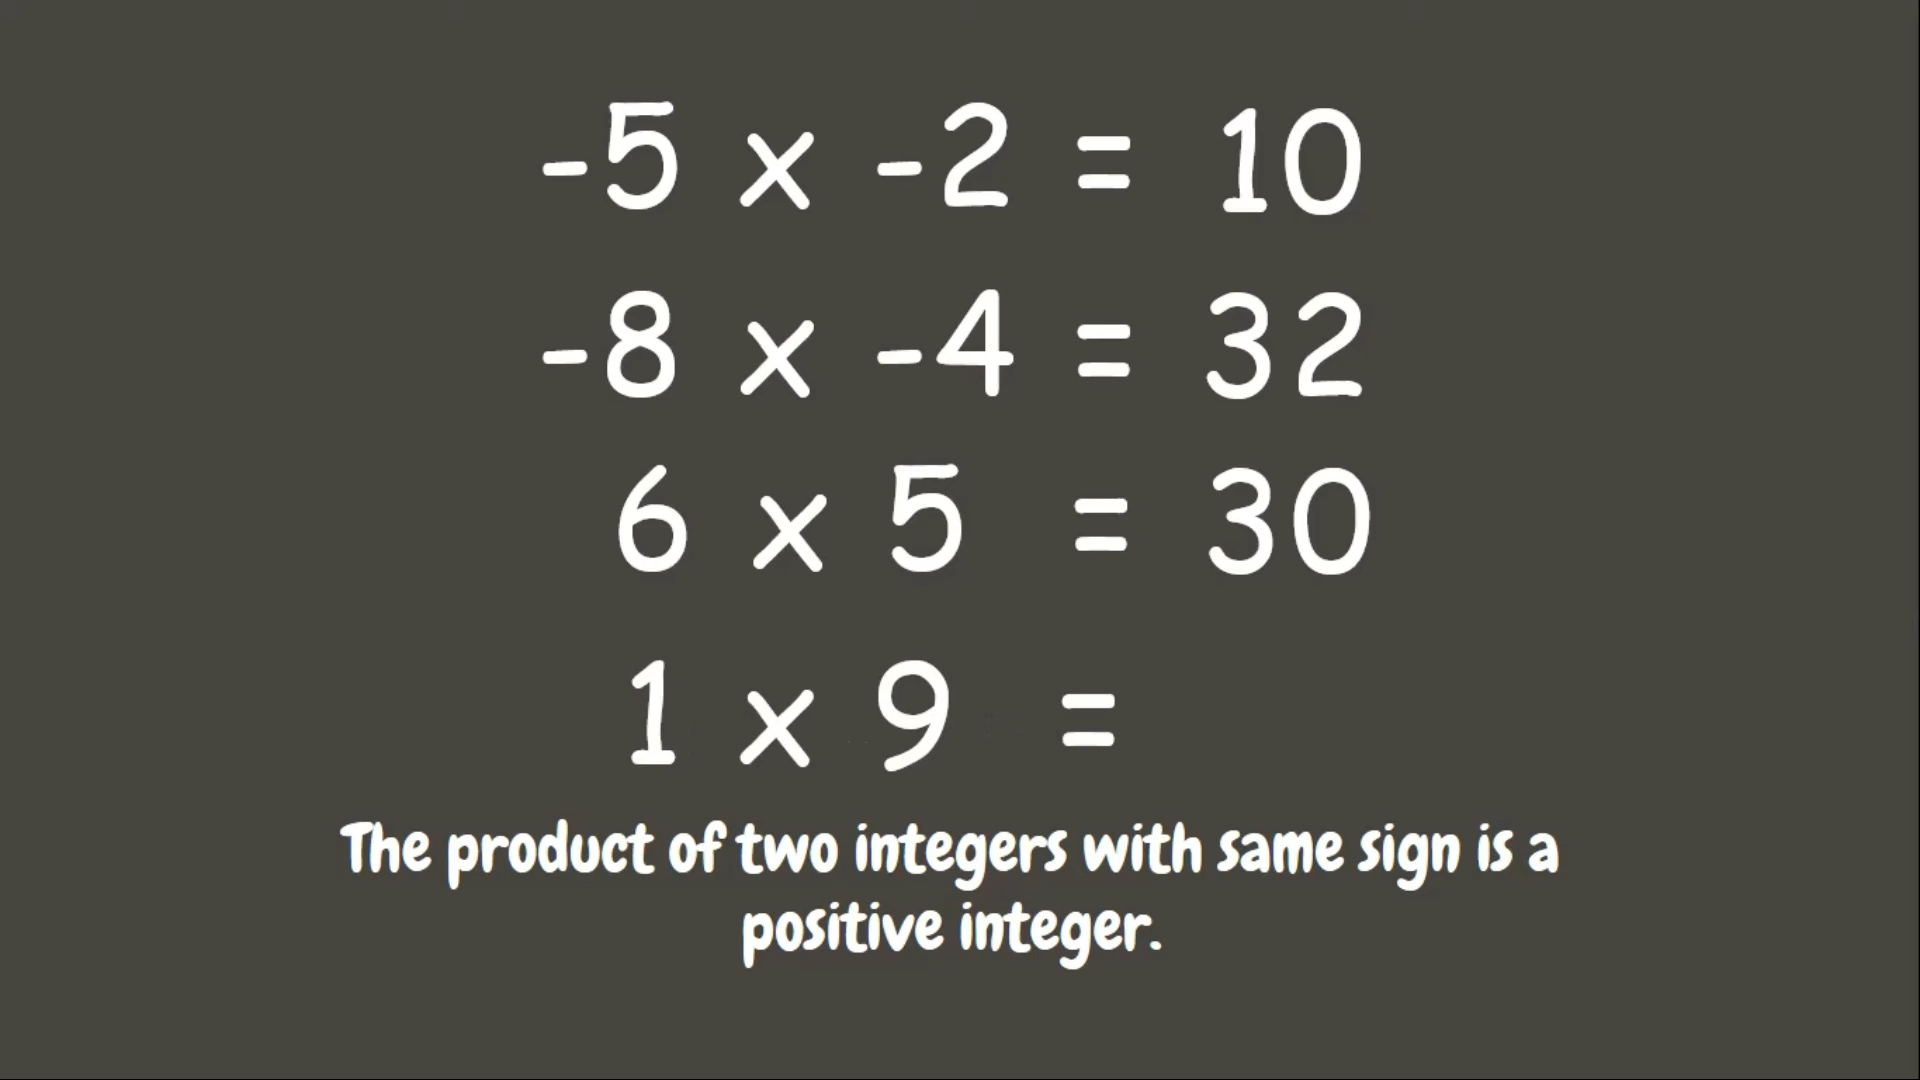 -5 x -2 = 10
-8 x -4 = 32
6 x 5 = 30
1 x 9 =
The product of two integers with same sign is a
positive integer.